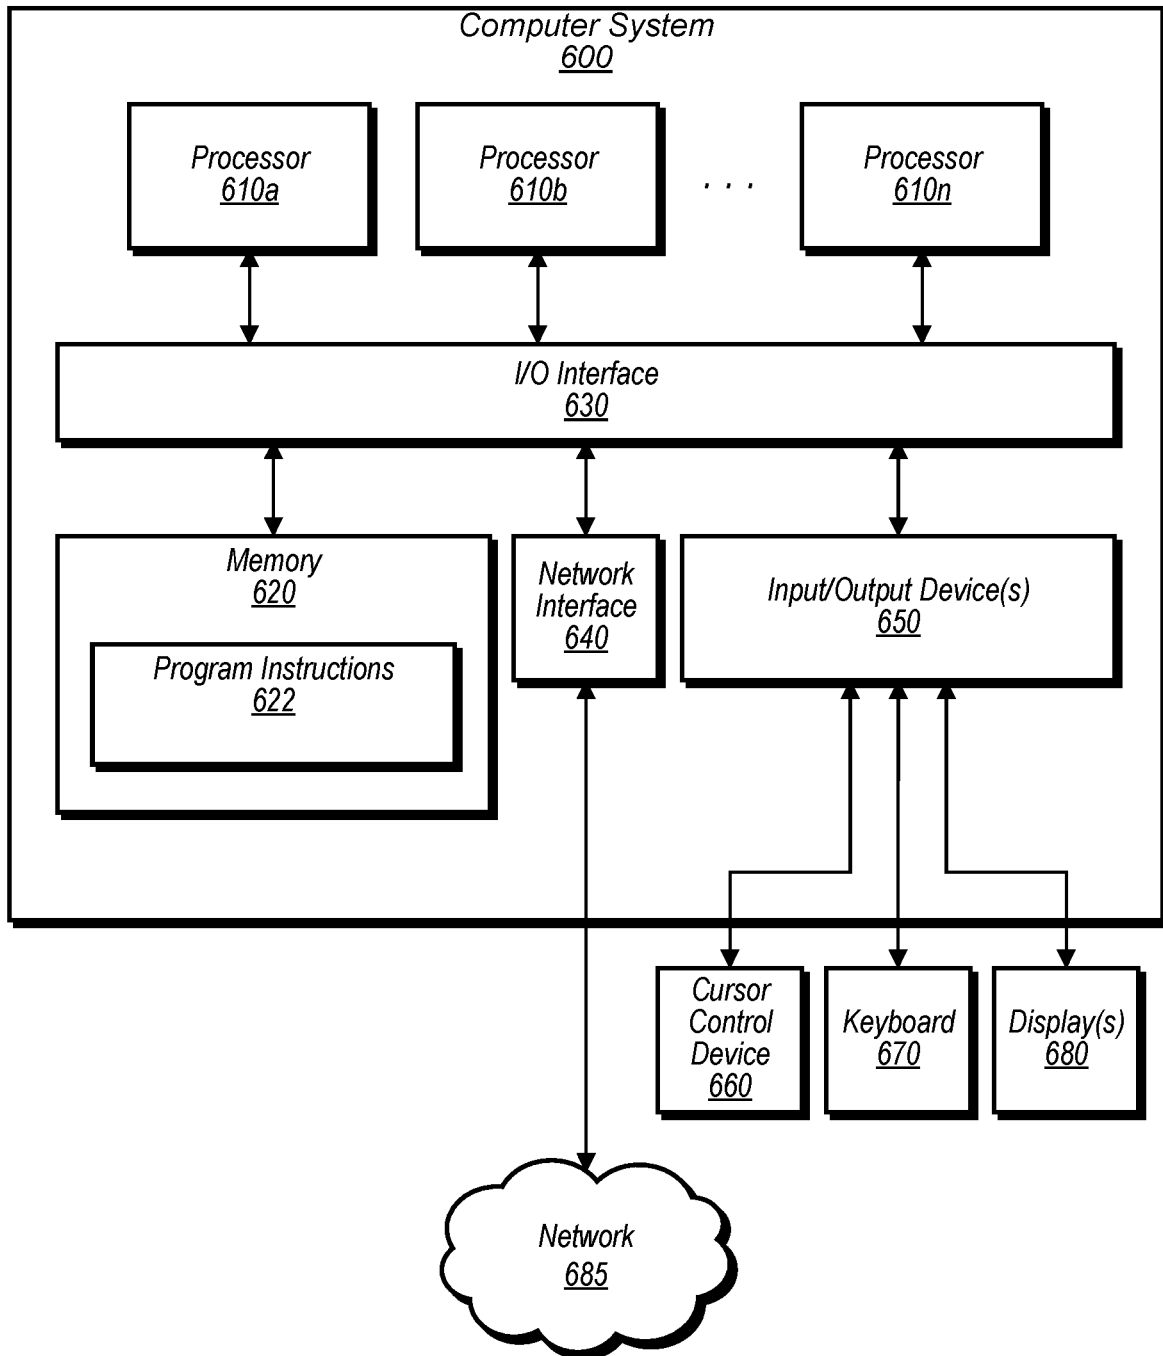 Computer System
600
Processor
610a
Processor
610b
. . .
Processor
610n
I/O Interface
630
Memory
620
Program Instructions
622
Network
Interface
640
Input/Output Device(s)
650
Cursor
Control
Device
660
Keyboard
670
Display(s)
680
Network
685